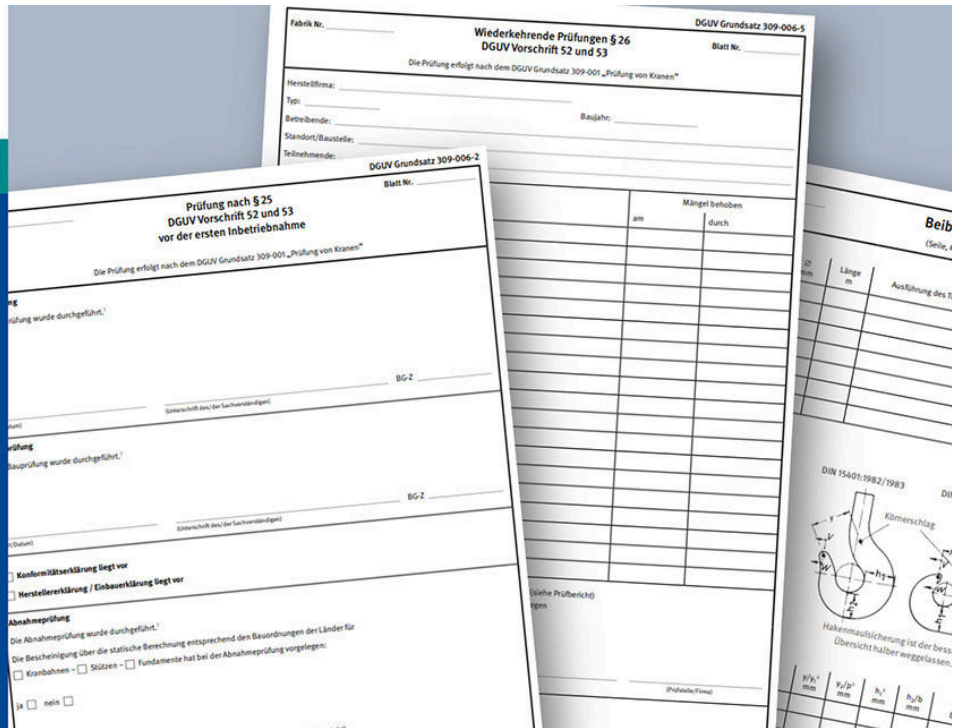 DGUV Grundsatz 309-006-5
Fabrik Nr.
Wiederkehrende Prüfungen § 26
DGUV Vorschrift 52 und 53
Blatt Nr.
Die Prüfung erfolgt nach dem DGUV Grundsatz 309-001 „Prüfung von Kranen"
Herstellfirma:
Typ:
Baujahr:
Betreibende:
Standort/Baustelle:
Teilnehmende:
Mängel behoben
am
durch
(siehe Prüfbericht)
(Prüfstelle/Firma)
DGUV Grundsatz 309-006-2
Blatt Nr.
Prüfung nach § 25
DGUV Vorschrift 52 und 53
vor der ersten Inbetriebnahme
Die Prüfung erfolgt nach dem DGUV Grundsatz 309-001 „Prüfung von Kranen"
rüfung wurde durchgeführt.¹
BG-Z
(Unterschrift des/der Sachverständigen)
rüfung
Bauprüfung wurde durchgeführt.¹
BG-Z
(Unterschrift des/der Sachverständigen)
Konformitätserklärung liegt vor
Herstellererklärung / Einbauerklärung liegt vor
Abnahmeprüfung
Die Abnahmeprüfung wurde durchgeführt.¹
Die Bescheinigung über die statische Berechnung entsprechend den Bauordnungen der Länder für
Kranbahnen – Stützen – Fundamente hat bei der Abnahmeprüfung vorgelegen;
ja nein
Beib
(Seile,
Ø
mm
Länge
m
Ausführung des T
DIN 15401:1982/1983
DI
Körnerschlag
Hakenmaulsicherung ist der bess
Übersicht halber weggelassen.